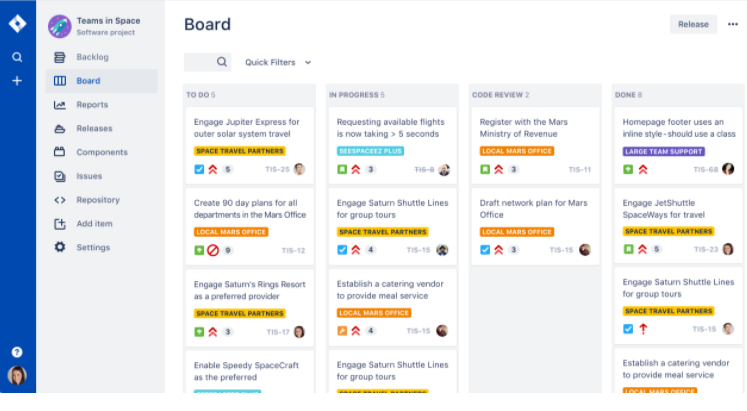 Teams in Space
Software project
Backlog
Board
Reports
Releases
Components
Issues
Repository
Add item
Settings
?
Board
Release
Quick Filters
TO DO 5
Engage Jupiter Express for
outer solar system travel
SPACE TRAVEL PARTNERS
5
TIS-25
Create 90 day plans for all
departments in the Mars Office
LOCAL MARS OFFICE
9
TIS-12
Engage Saturn's Rings Resort
as a preferred provider
SPACE TRAVEL PARTNERS
3
TIS-17
Enable Speedy SpaceCraft
as the preferred
IN PROGRESS 5
Requesting available flights
is now taking > 5 seconds
SEESPACEEZ PLUS
3
TIS-8
Engage Saturn Shuttle Lines
for group tours
SPACE TRAVEL PARTNERS
4
TIS-15
Establish a catering vendor
to provide meal service
LOCAL MARS OFFICE
4
TIS-15
Engage Saturn Shuttle Lines
for group tours
SPACE TRAVEL PARTNERS
CODE REVIEW 2
Register with the Mars
Ministry of Revenue
LOCAL MARS OFFICE
3
TIS-11
Draft network plan for Mars
Office
LOCAL MARS OFFICE
3
TIS-15
DONE 8
Homepage footer uses an
inline style-should use a class
LARGE TEAM SUPPORT
TIS-68
Engage JetShuttle
SpaceWays for travel
SPACE TRAVEL PARTNERS
5
TIS-23
Engage Saturn Shuttle Lines
for group tours
SPACE TRAVEL PARTNERS
TIS-15
Establish a catering vendor
to provide meal service
LOCAL MARS OFFICE